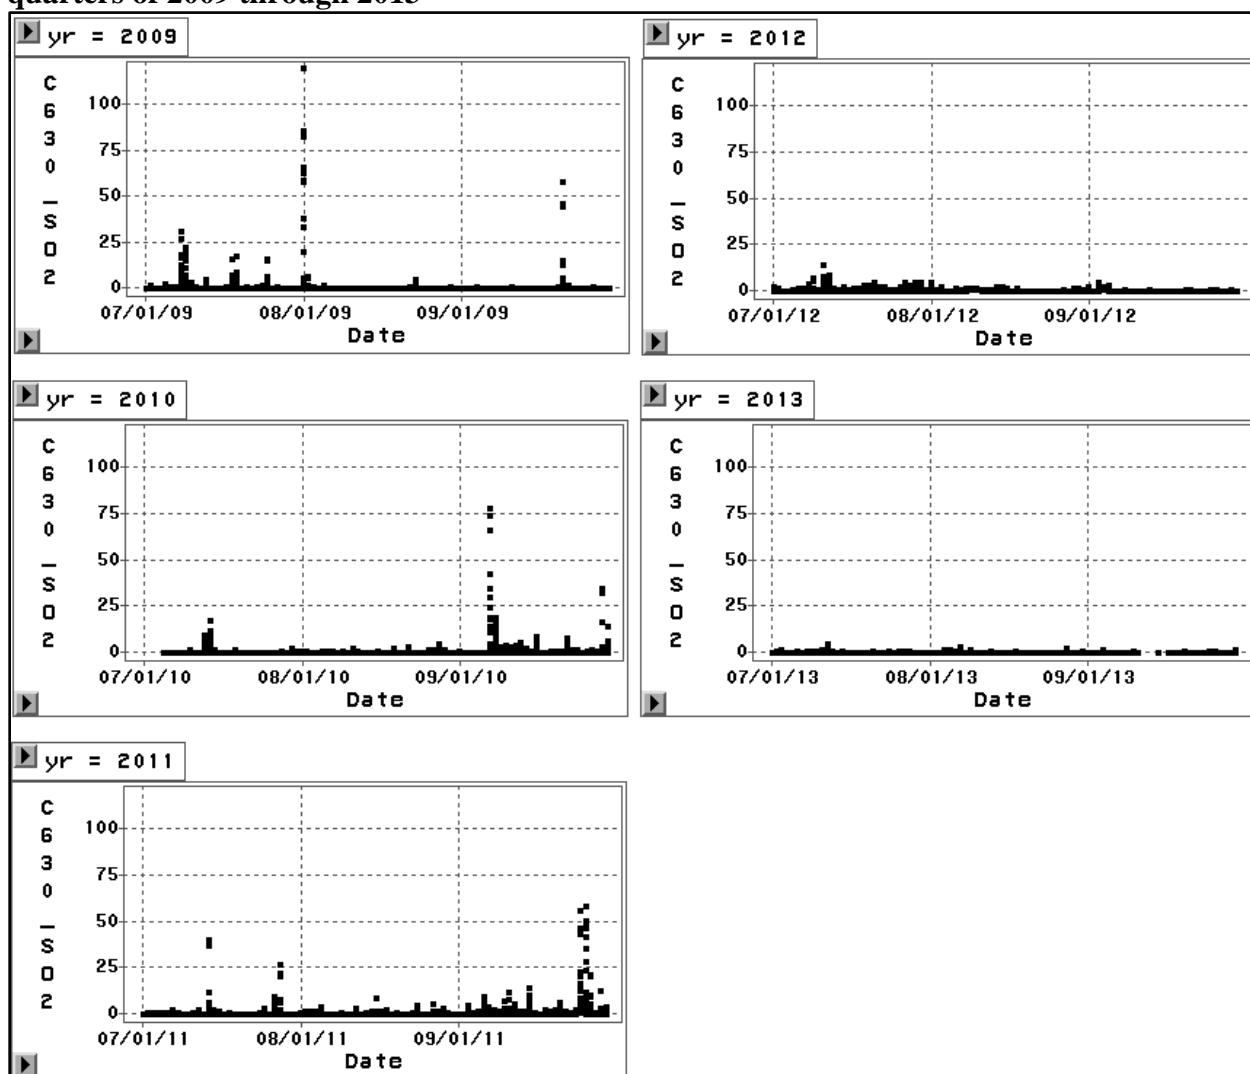 quarters of 2009 through 2013
yr = 2009
C630_SO2
100
75
50
25
0
07/01/09 08/01/09 09/01/09
Date
yr = 2012
C630_SO2
100
75
50
25
0
07/01/12 08/01/12 09/01/12
Date
yr = 2010
C630_SO2
100
75
50
25
0
07/01/10 08/01/10 09/01/10
Date
yr = 2013
C630_SO2
100
75
50
25
0
07/01/13 08/01/13 09/01/13
Date
yr = 2011
C630_SO2
100
75
50
25
0
07/01/11 08/01/11 09/01/11
Date